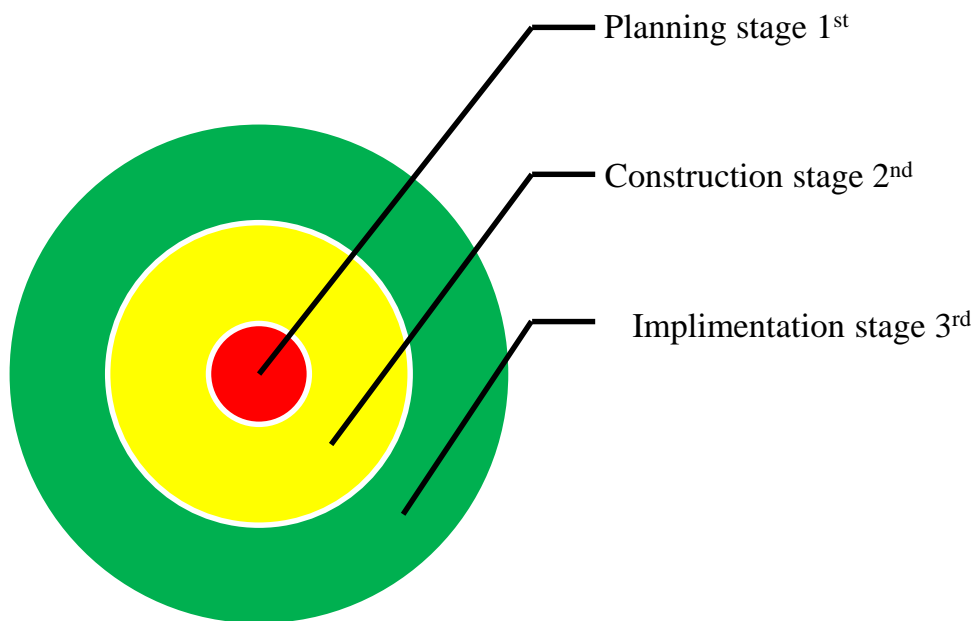 Planning stage 1st
Construction stage 2nd
Implimentation stage 3rd